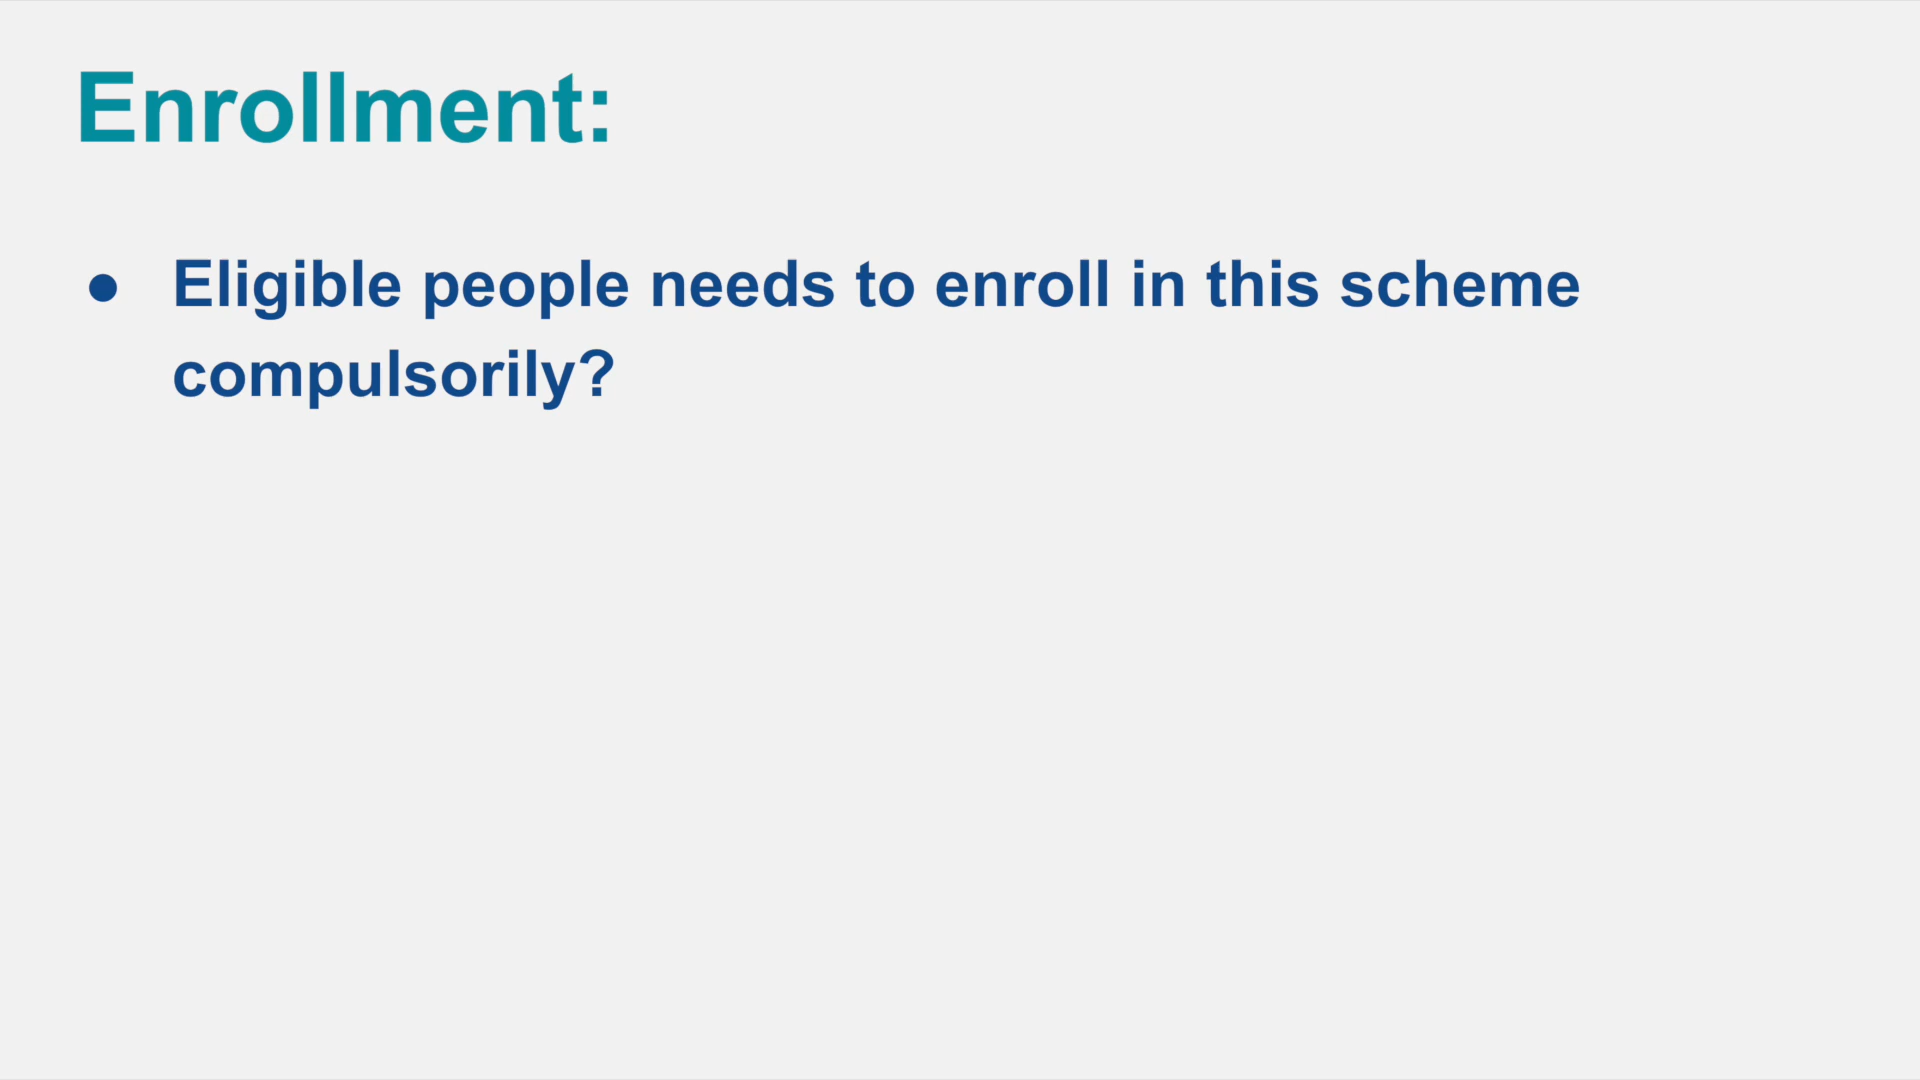 Enrollment:
● Eligible people needs to enroll in this scheme
compulsorily?